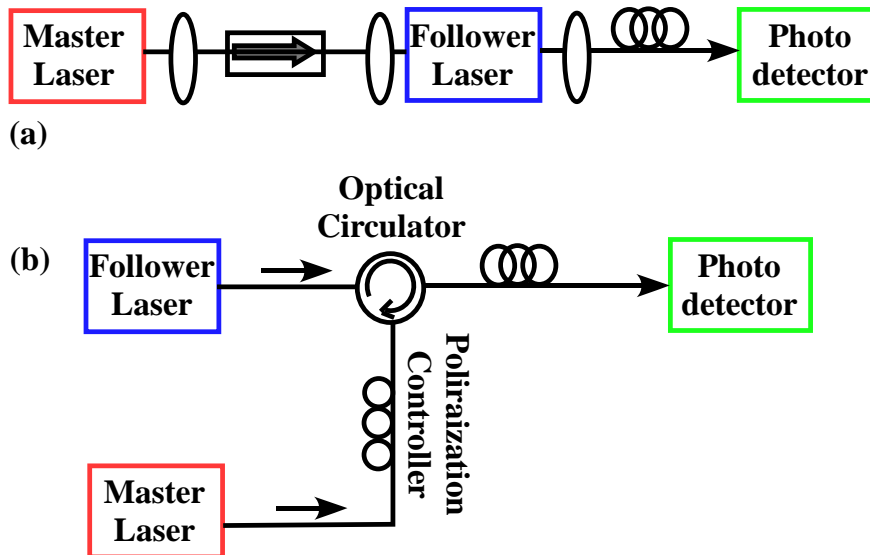 Master
Laser
Follower
Laser
Photo
detector
(a)
Optical
Circulator
(b)
Follower
Laser
Photo
detector
Poliraization
Controller
Master
Laser